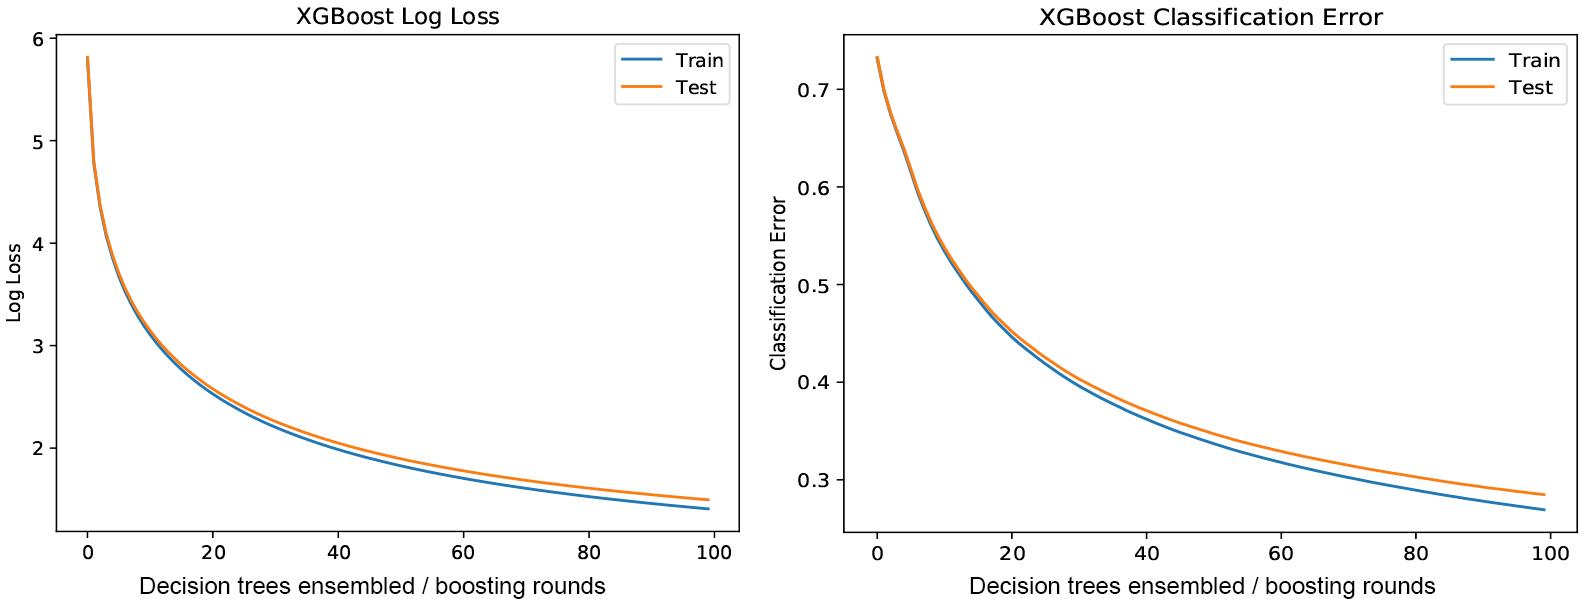 XGBoost Log Loss
Train
Test
6
5
4
3
2
Log Loss
0 20 40 60 80 100
Decision trees ensembled / boosting rounds
XGBoost Classification Error
Train
Test
0.7
0.6
0.5
0.4
0.3
Classification Error
0 20 40 60 80 100
Decision trees ensembled / boosting rounds